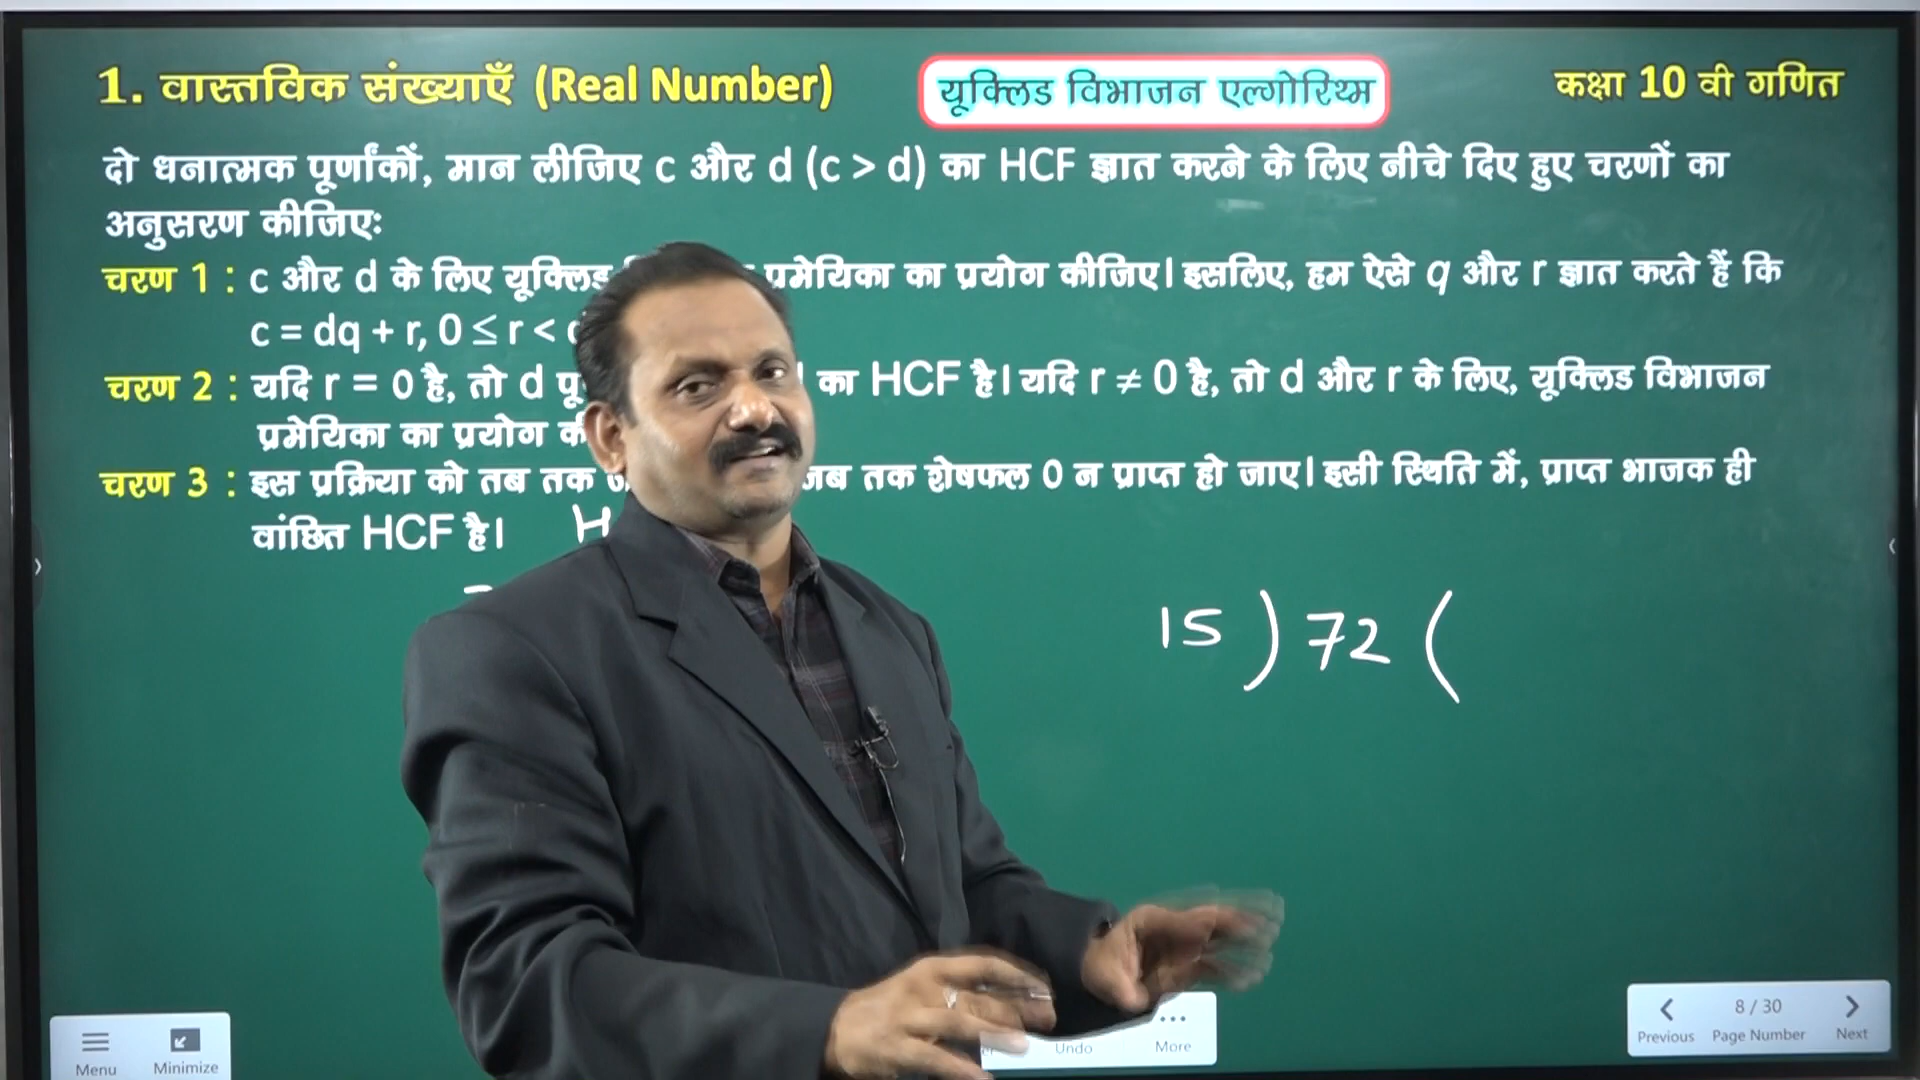 1. वास्तविक संख्याएँ (Real Number)
यूक्लिड विभाजन एल्गोरिथ्म
कक्षा 10 वी गणित
दो धनात्मक पूर्णांकों, मान लीजिए c और d (c > d) का HCF ज्ञात करने के लिए नीचे दिए हुए चरणों का
अनुसरण कीजिएः
चरण 1 : c और d के लिए यूक्लिड प्रमेयिका का प्रयोग कीजिए। इसलिए, हम ऐसे q और r ज्ञात करते हैं कि
c = dq + r, 0 ≤ r <
चरण 2 : यदि r = 0 है, तो d का HCF है। यदि r ≠ 0 है, तो d और r के लिए, यूक्लिड विभाजन
प्रमेयिका का प्रयोग
चरण 3 : इस प्रक्रिया को तब तक जब तक शेषफल 0 न प्राप्त हो जाए। इसी स्थिति में, प्राप्त भाजक ही
वांछित HCF है। H
15 ) 72 (
Menu
Minimize
Undo
More
8 / 30
Previous
Page Number
Next